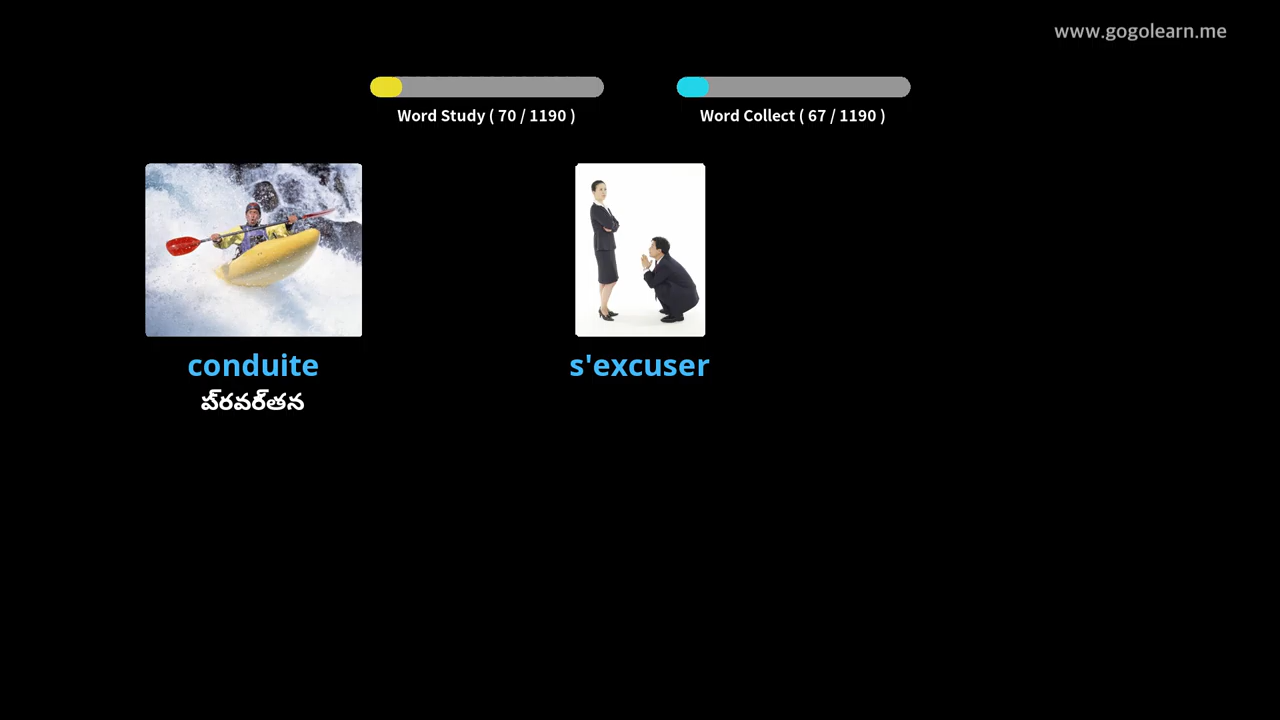 www.gogolearn.me
Word Study ( 70 / 1190 )
Word Collect ( 67 / 1190 )
conduite
ప్రవర్తన
s'excuser